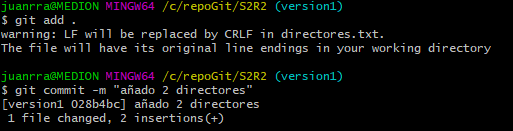 juanrra@MEDION MINGW64 /c/repoGit/S2R2 (version1)
$ git add .
warning: LF will be replaced by CRLF in directores.txt.
The file will have its original line endings in your working directory
juanrra@MEDION MINGW64 /c/repoGit/S2R2 (version1)
$ git commit -m "añado 2 directores"
[version1 028b4bc] añado 2 directores
 1 file changed, 2 insertions(+)